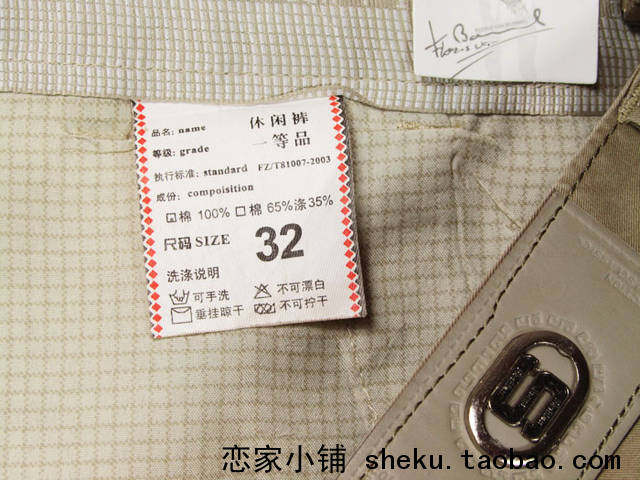 品名: name 休闲裤
等级: grade 一等品
执行标准: standard FZ/T81007-2003
成份: compoisition
☑棉 100% ☐棉 65%涤35%
尺码 SIZE 32
洗涤说明
可手洗 不可漂白
垂挂晾干 不可拧干
恋家小铺 sheku.taobao.com